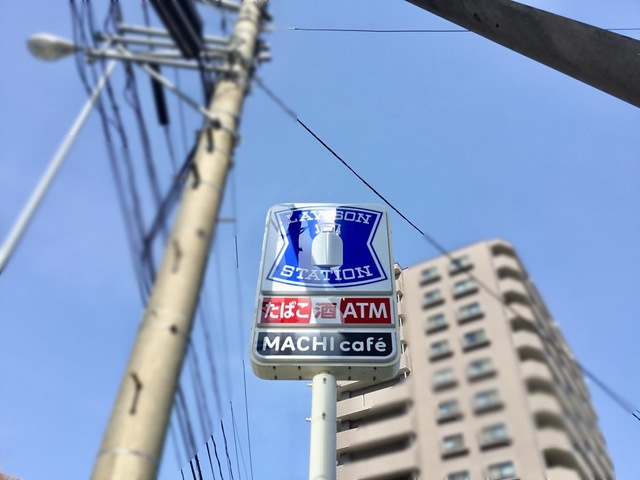 LAWSON
STATION
たばこ 酒 ATM
MACHI café